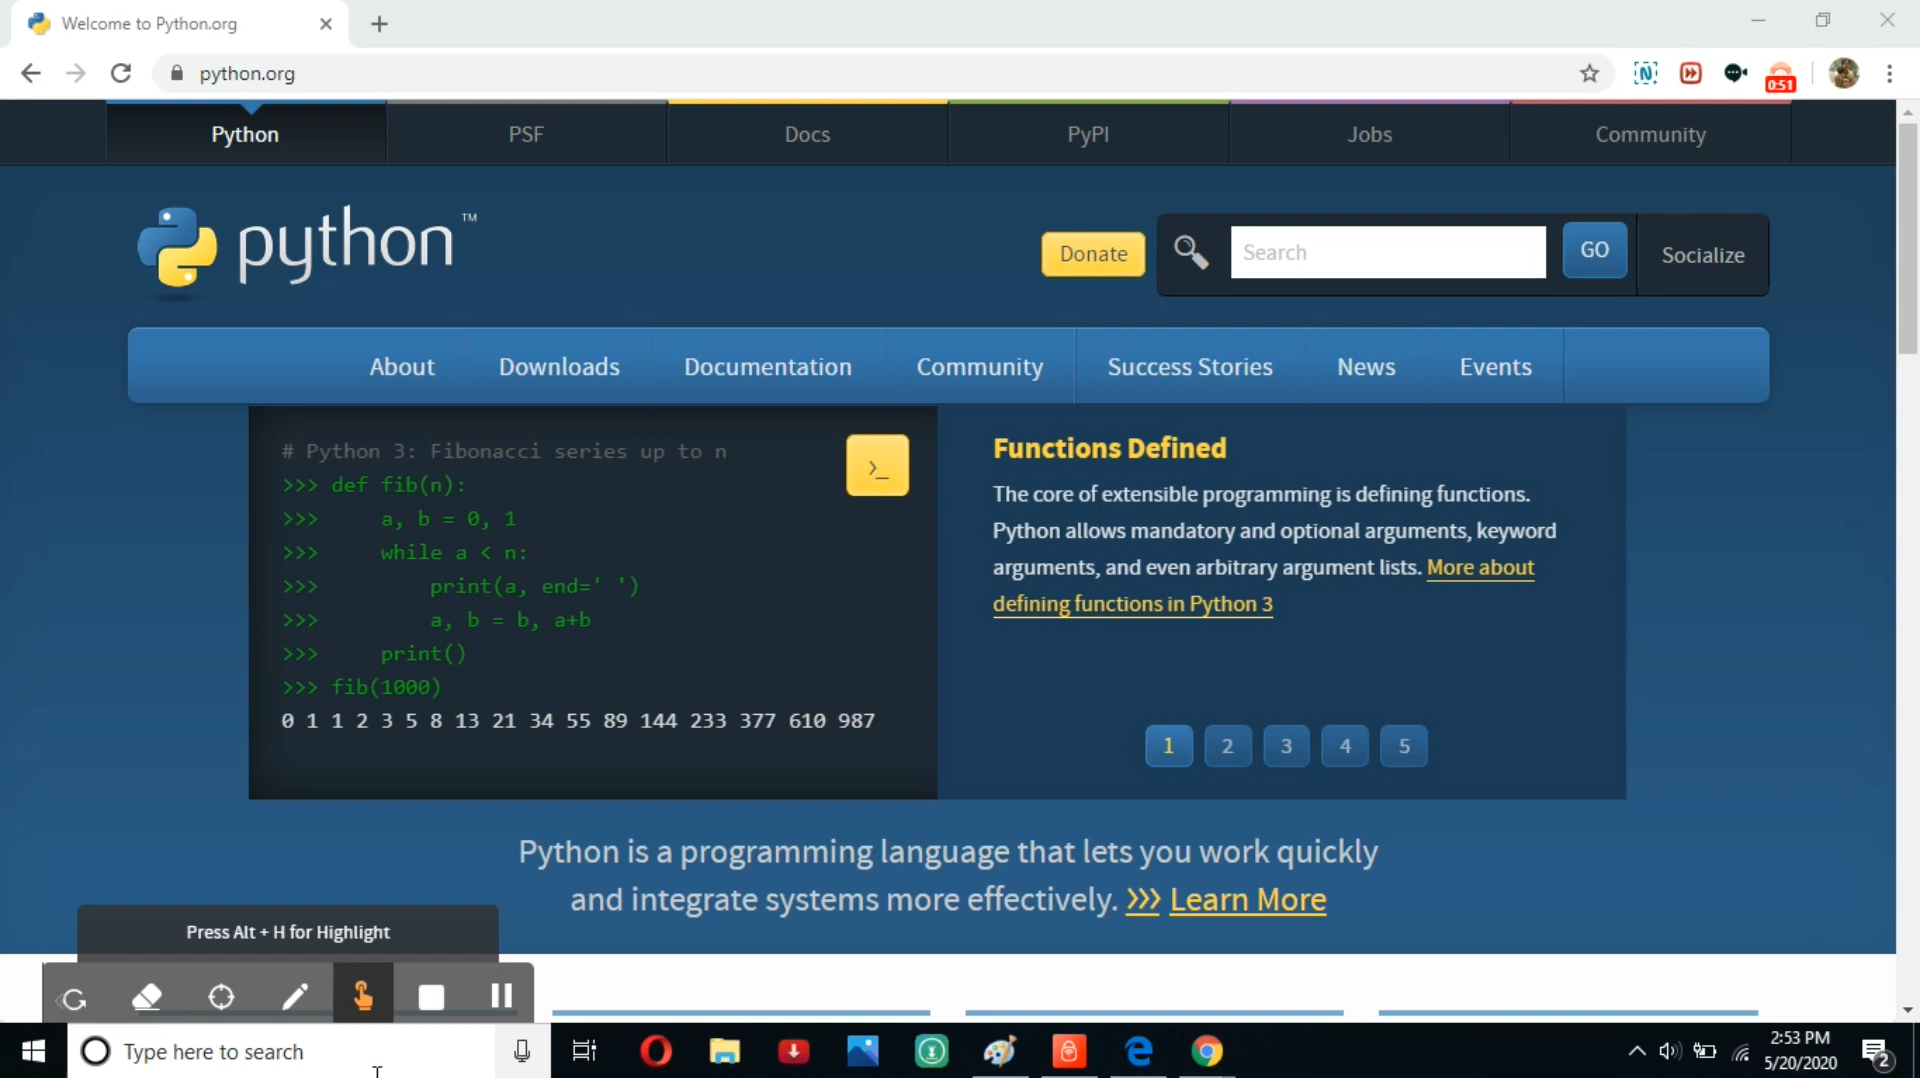 Welcome to Python.org
python.org
0:51
Python PSF Docs PyPI Jobs Community
python™
Donate Search GO Socialize
About Downloads Documentation Community Success Stories News Events
# Python 3: Fibonacci series up to n
>>> def fib(n):
>>>     a, b = 0, 1
>>>     while a < n:
>>>         print(a, end=' ')
>>>         a, b = b, a+b
>>>     print()
>>> fib(1000)
0 1 1 2 3 5 8 13 21 34 55 89 144 233 377 610 987
>_
Functions Defined
The core of extensible programming is defining functions.
Python allows mandatory and optional arguments, keyword
arguments, and even arbitrary argument lists. More about
defining functions in Python 3
1 2 3 4 5
Python is a programming language that lets you work quickly
and integrate systems more effectively. >>> Learn More
Press Alt + H for Highlight
Type here to search
2:53 PM
5/20/2020
2